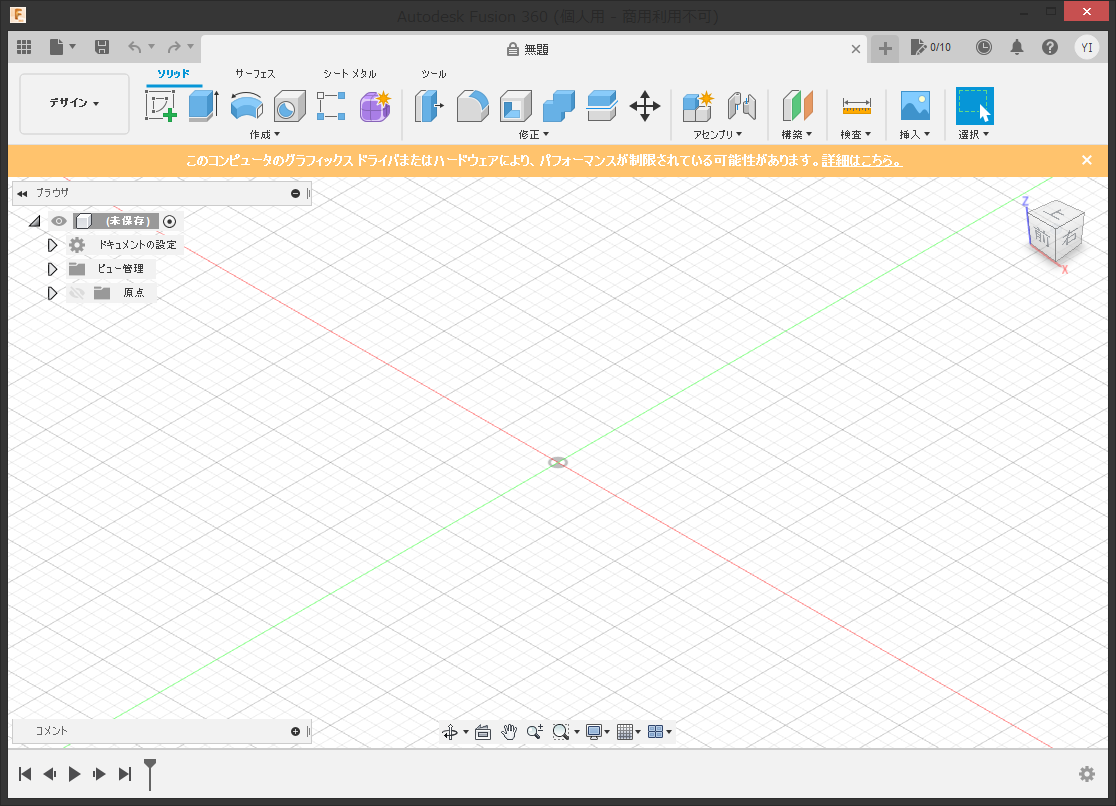 Autodesk Fusion 360 (個人用 - 商用利用不可)
無題
0/10
YI
ソリッド サーフェス シート メタル ツール
デザイン
作成 修正 アセンブリ 構築 検査 挿入 選択
このコンピュータのグラフィックス ドライバまたはハードウェアにより、パフォーマンスが制限されている可能性があります。詳細はこちら。
ブラウザ
(未保存)
ドキュメントの設定
ビュー管理
原点
Z
上
前 右
X
コメント